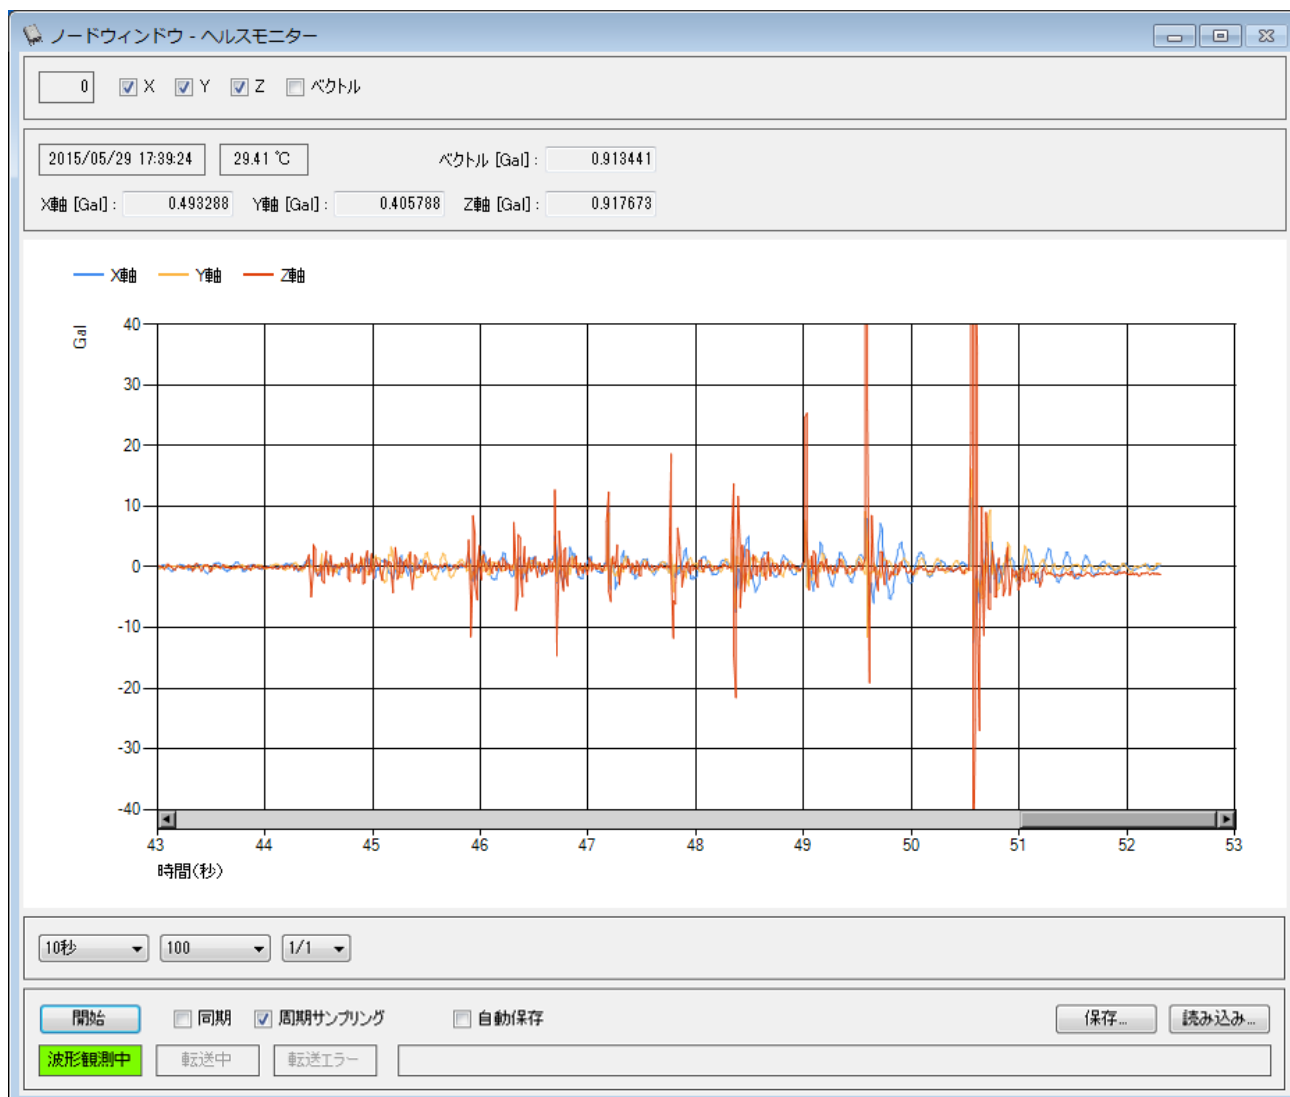 ノードウィンドウ - ヘルスモニター
0 X Y Z ベクトル
2015/05/29 17:39:24 29.41 ℃ ベクトル [Gal] : 0.913441
X軸 [Gal] : 0.493288 Y軸 [Gal] : 0.405788 Z軸 [Gal] : 0.917673
X軸 Y軸 Z軸
Gal
40
30
20
10
0
-10
-20
-30
-40
43 44 45 46 47 48 49 50 51 52 53
時間(秒)
10秒 100 1/1
開始 同期 周期サンプリング 自動保存 保存... 読み込み...
波形観測中 転送中 転送エラー